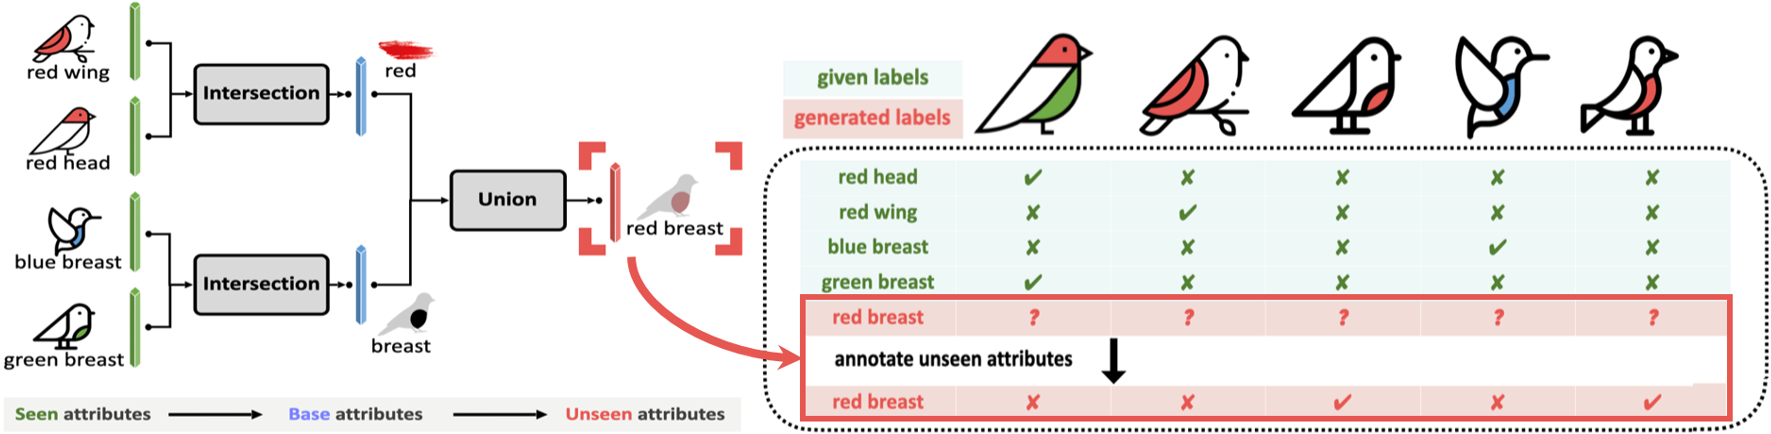 red wing
red head
blue breast
green breast
Intersection
Intersection
red
breast
Union
red breast
Seen attributes
Base attributes
Unseen attributes
given labels
generated labels
red head ✔ ✘ ✘ ✘ ✘
red wing ✘ ✔ ✘ ✘ ✘
blue breast ✘ ✘ ✘ ✔ ✘
green breast ✔ ✘ ✘ ✘ ✘
red breast ? ? ? ? ?
annotate unseen attributes
red breast ✘ ✘ ✔ ✘ ✔